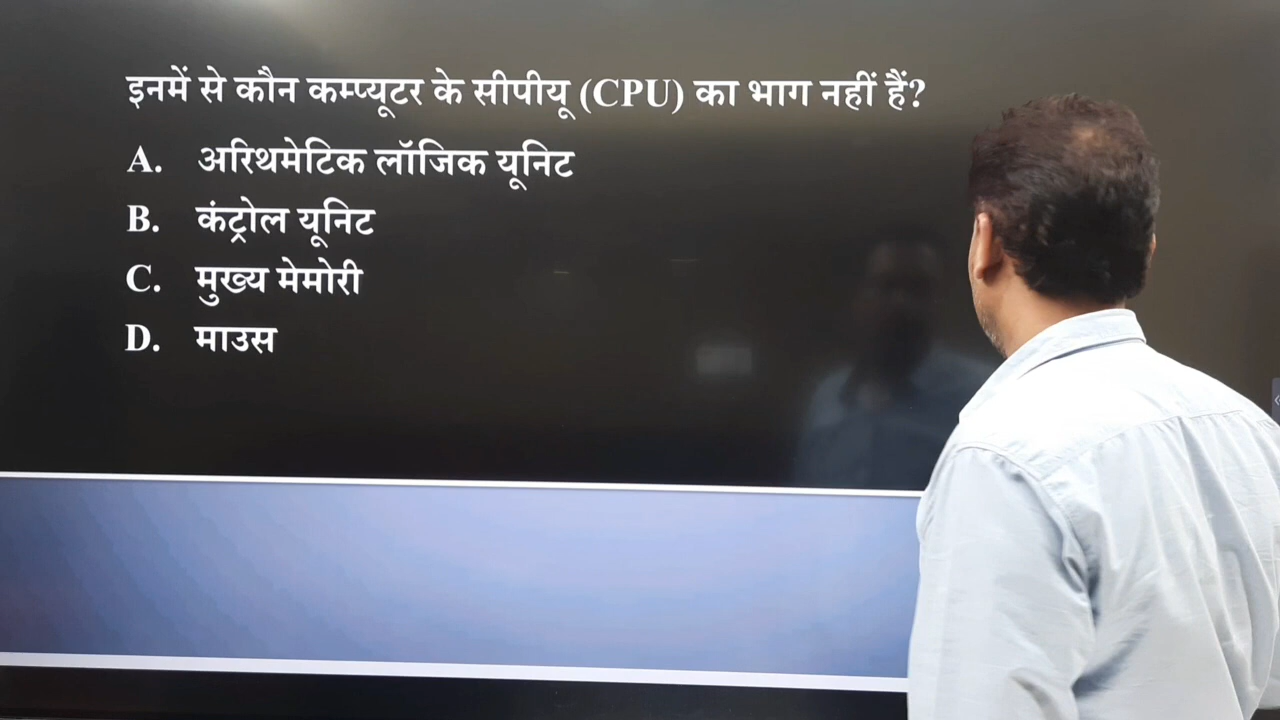 इनमें से कौन कम्प्यूटर के सीपीयू (CPU) का भाग नहीं हैं?
A. अरिथमेटिक लॉजिक यूनिट
B. कंट्रोल यूनिट
C. मुख्य मेमोरी
D. माउस